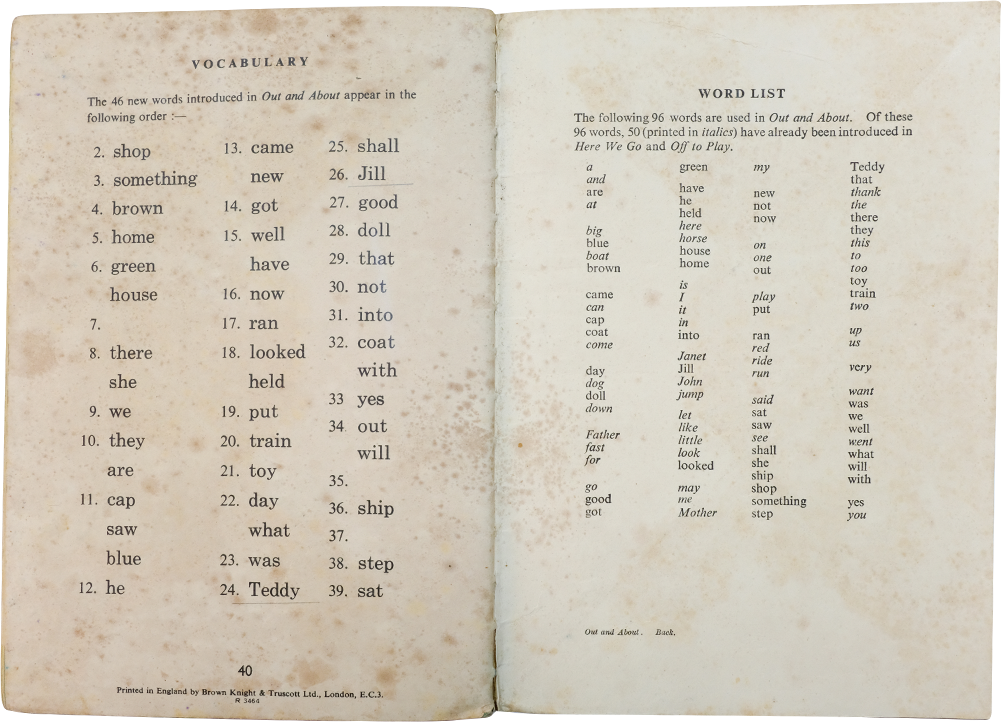 VOCABULARY
The 46 new words introduced in Out and About appear in the
following order :—
2. shop
3. something
4. brown
5. home
6. green
house
7.
8. there
she
9. we
10. they
are
11. cap
saw
blue
12. he
13. came
new
14. got
15. well
have
16. now
17. ran
18. looked
held
19. put
20. train
21. toy
22. day
what
23. was
24. Teddy
25. shall
26. Jill
27. good
28. doll
29. that
30. not
31. into
32. coat
with
33 yes
34. out
will
35.
36. ship
37.
38. step
39. sat
40
Printed in England by Brown Knight & Truscott Ltd., London, E.C.3.
R 3464
WORD LIST
The following 96 words are used in Out and About. Of these
96 words, 50 (printed in italics) have already been introduced in
Here We Go and Off to Play.
a
and
are
at
big
blue
boat
brown
came
can
cap
coat
come
day
dog
doll
down
Father
fast
for
go
good
got
green
have
he
held
here
horse
house
home
is
I
it
in
into
Janet
Jill
John
jump
let
like
little
look
looked
may
me
Mother
my
new
not
now
on
one
out
play
put
ran
red
ride
run
said
sat
saw
see
shall
she
ship
shop
something
step
Teddy
that
thank
the
there
they
this
to
too
toy
train
two
up
us
very
want
was
we
well
went
what
will
with
yes
you
Out and About. Back.